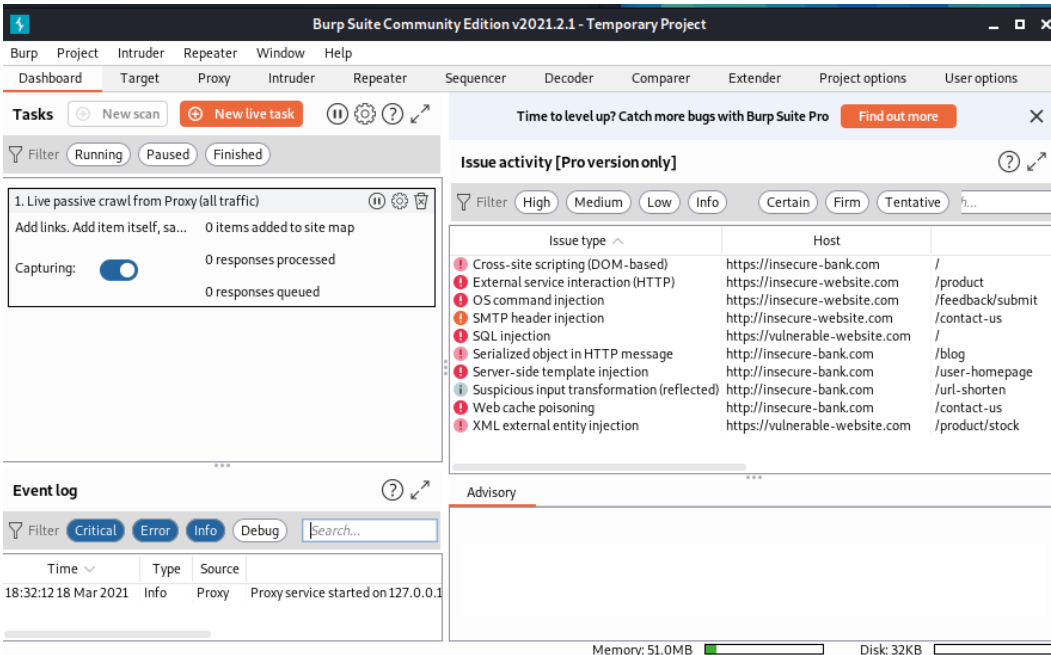 Burp Suite Community Edition v2021.2.1 - Temporary Project
Burp Project Intruder Repeater Window Help
Dashboard Target Proxy Intruder Repeater Sequencer Decoder Comparer Extender Project options User options
Tasks New scan New live task
Filter Running Paused Finished
1. Live passive crawl from Proxy (all traffic)
Add links. Add item itself, sa... 0 items added to site map
Capturing: 0 responses processed
0 responses queued
Event log
Filter Critical Error Info Debug Search...
Time Type Source
18:32:12 18 Mar 2021 Info Proxy Proxy service started on 127.0.0.1
Time to level up? Catch more bugs with Burp Suite Pro Find out more
Issue activity [Pro version only]
Filter High Medium Low Info Certain Firm Tentative h...
Issue type Host
Cross-site scripting (DOM-based) https://insecure-bank.com /
External service interaction (HTTP) https://insecure-website.com /product
OS command injection https://insecure-website.com /feedback/submit
SMTP header injection http://insecure-website.com /contact-us
SQL injection https://vulnerable-website.com /
Serialized object in HTTP message http://insecure-bank.com /blog
Server-side template injection http://insecure-bank.com /user-homepage
Suspicious input transformation (reflected) http://insecure-bank.com /url-shorten
Web cache poisoning http://insecure-bank.com /contact-us
XML external entity injection https://vulnerable-website.com /product/stock
Advisory
Memory: 51.0MB Disk: 32KB